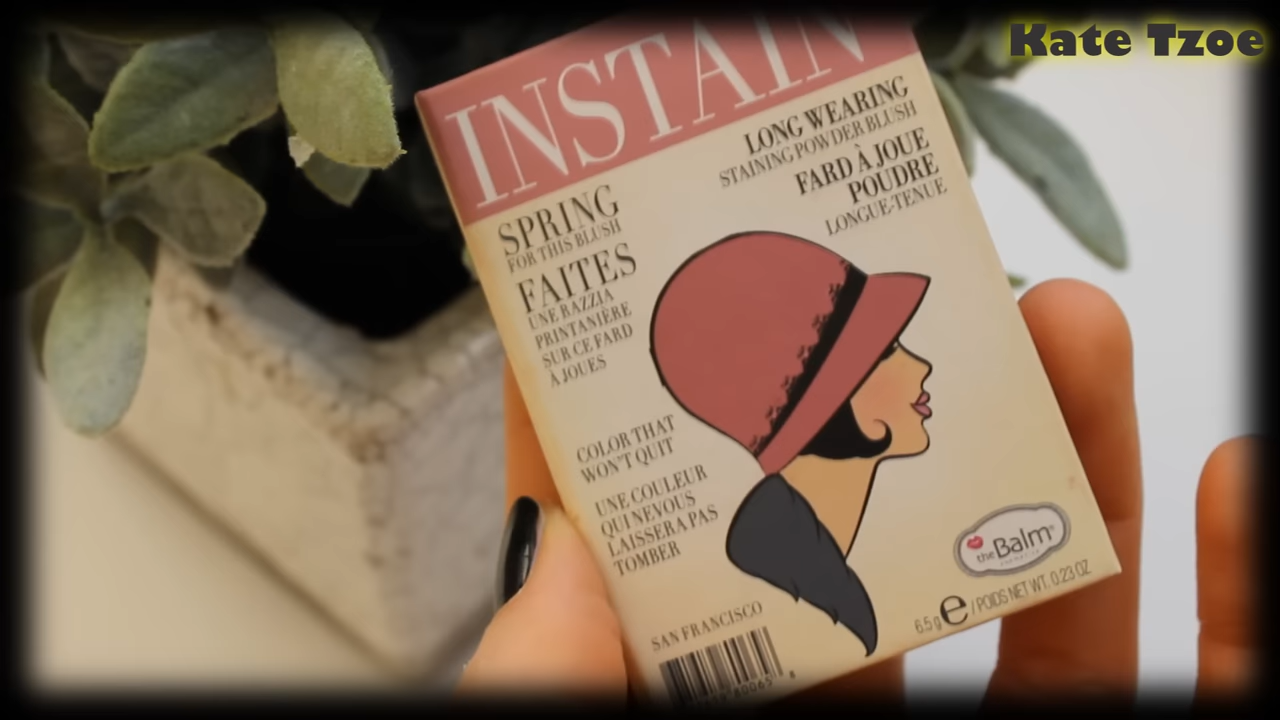 Kate Tzoe
INSTAIN
LONG WEARING
STAINING POWDER BLUSH
FARD À JOUE
POUDRE
LONGUE-TENUE
SPRING
FOR THIS BLUSH
FAITES
UNE RAZZIA
PRINTANIÈRE
SUR CE FARD
À JOUES
COLOR THAT
WON'T QUIT
UNE COULEUR
QUI NE VOUS
LAISSERA PAS
TOMBER
theBalm®
6.5 g e / POIDS NET WT. 0.23 OZ
SAN FRANCISCO